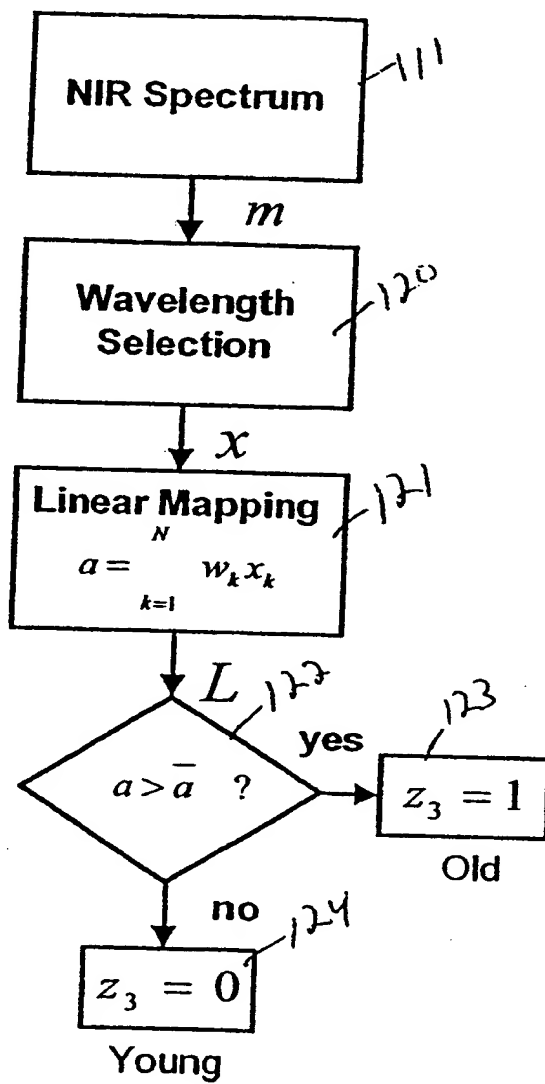 NIR Spectrum
111
m
Wavelength
Selection
120
x
Linear Mapping
121
N
a = w_k x_k
k=1
L
122
a > a̅ ?
yes
123
z_3 = 1
Old
no
124
z_3 = 0
Young